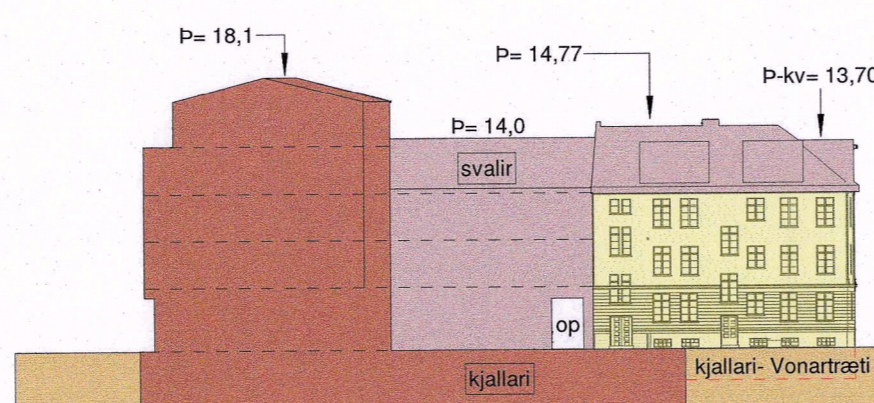 Þ= 18,1
Þ= 14,77
Þ-kv= 13,70
Þ= 14,0
svalir
op
kjallari
kjallari- Vonartræti